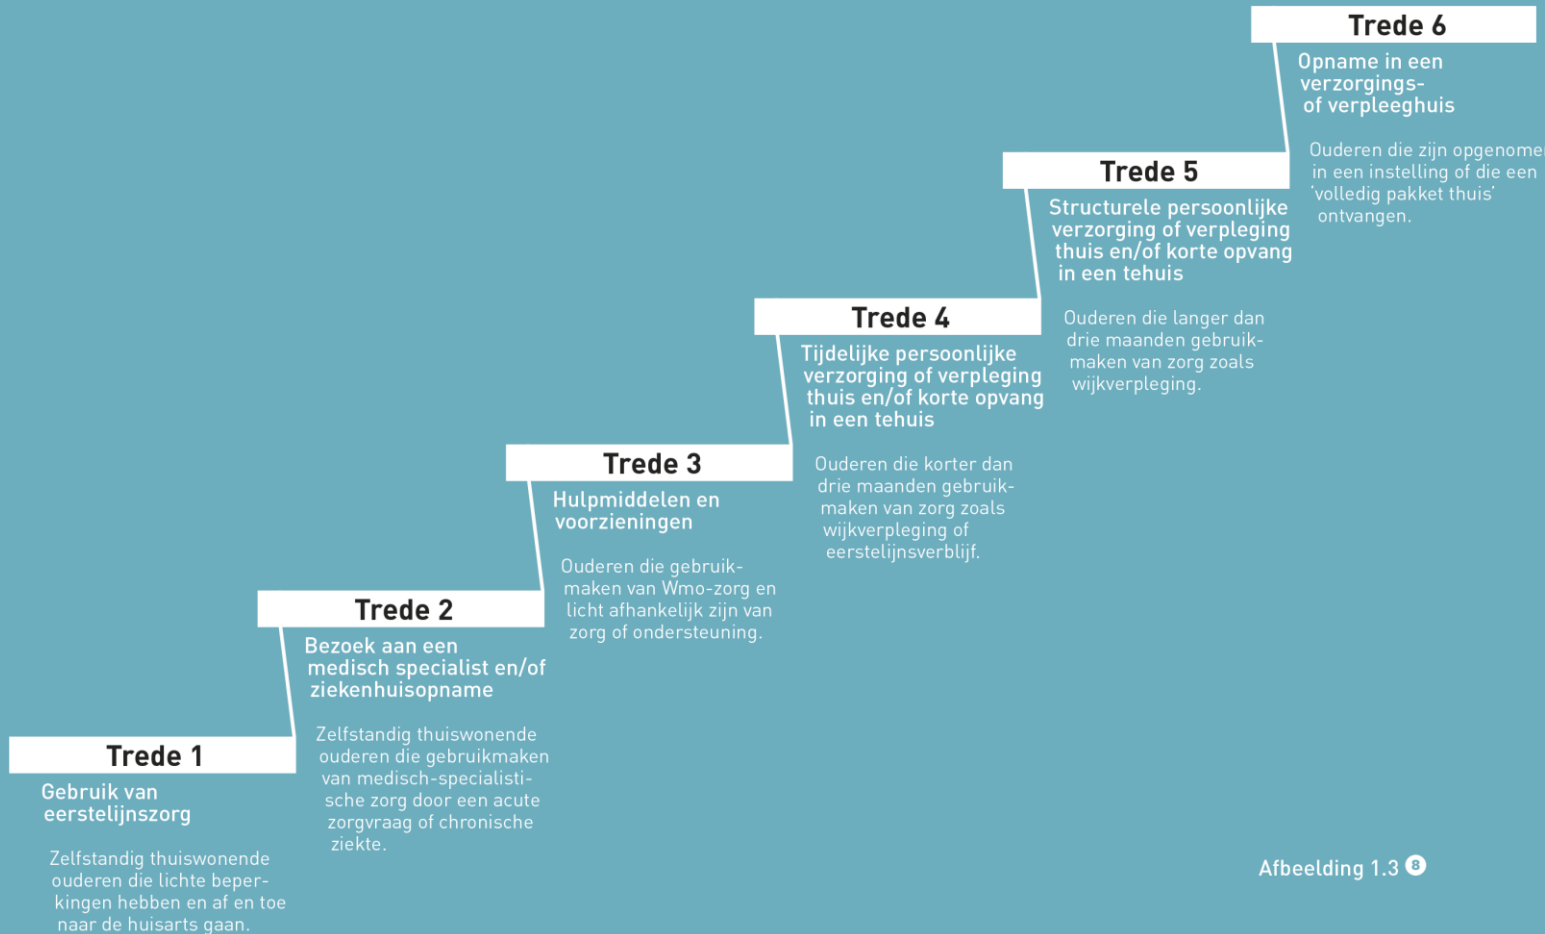 Trede 6
Opname in een
verzorgings-
of verpleeghuis
Ouderen die zijn opgenomen
in een instelling of die een
'volledig pakket thuis'
ontvangen.
Trede 5
Structurele persoonlijke
verzorging of verpleging
thuis en/of korte opvang
in een tehuis
Ouderen die langer dan
drie maanden gebruik-
maken van zorg zoals
wijkverpleging.
Trede 4
Tijdelijke persoonlijke
verzorging of verpleging
thuis en/of korte opvang
in een tehuis
Ouderen die korter dan
drie maanden gebruik-
maken van zorg zoals
wijkverpleging of
eerstelijnsverblijf.
Trede 3
Hulpmiddelen en
voorzieningen
Ouderen die gebruik-
maken van Wmo-zorg en
licht afhankelijk zijn van
zorg of ondersteuning.
Trede 2
Bezoek aan een
medisch specialist en/of
ziekenhuisopname
Zelfstandig thuiswonende
ouderen die gebruikmaken
van medisch-specialisti-
sche zorg door een acute
zorgvraag of chronische
ziekte.
Trede 1
Gebruik van
eerstelijnszorg
Zelfstandig thuiswonende
ouderen die lichte beper-
kingen hebben en af en toe
naar de huisarts gaan.
Afbeelding 1.3 8